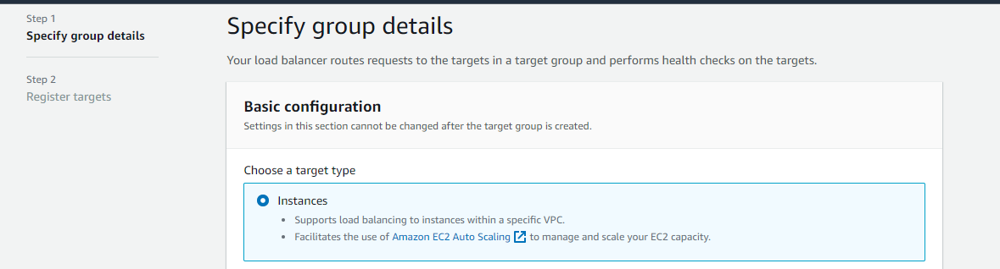 Step 1
Specify group details
Step 2
Register targets
Specify group details
Your load balancer routes requests to the targets in a target group and performs health checks on the targets.
Basic configuration
Settings in this section cannot be changed after the target group is created.
Choose a target type
Instances
• Supports load balancing to instances within a specific VPC.
• Facilitates the use of Amazon EC2 Auto Scaling to manage and scale your EC2 capacity.